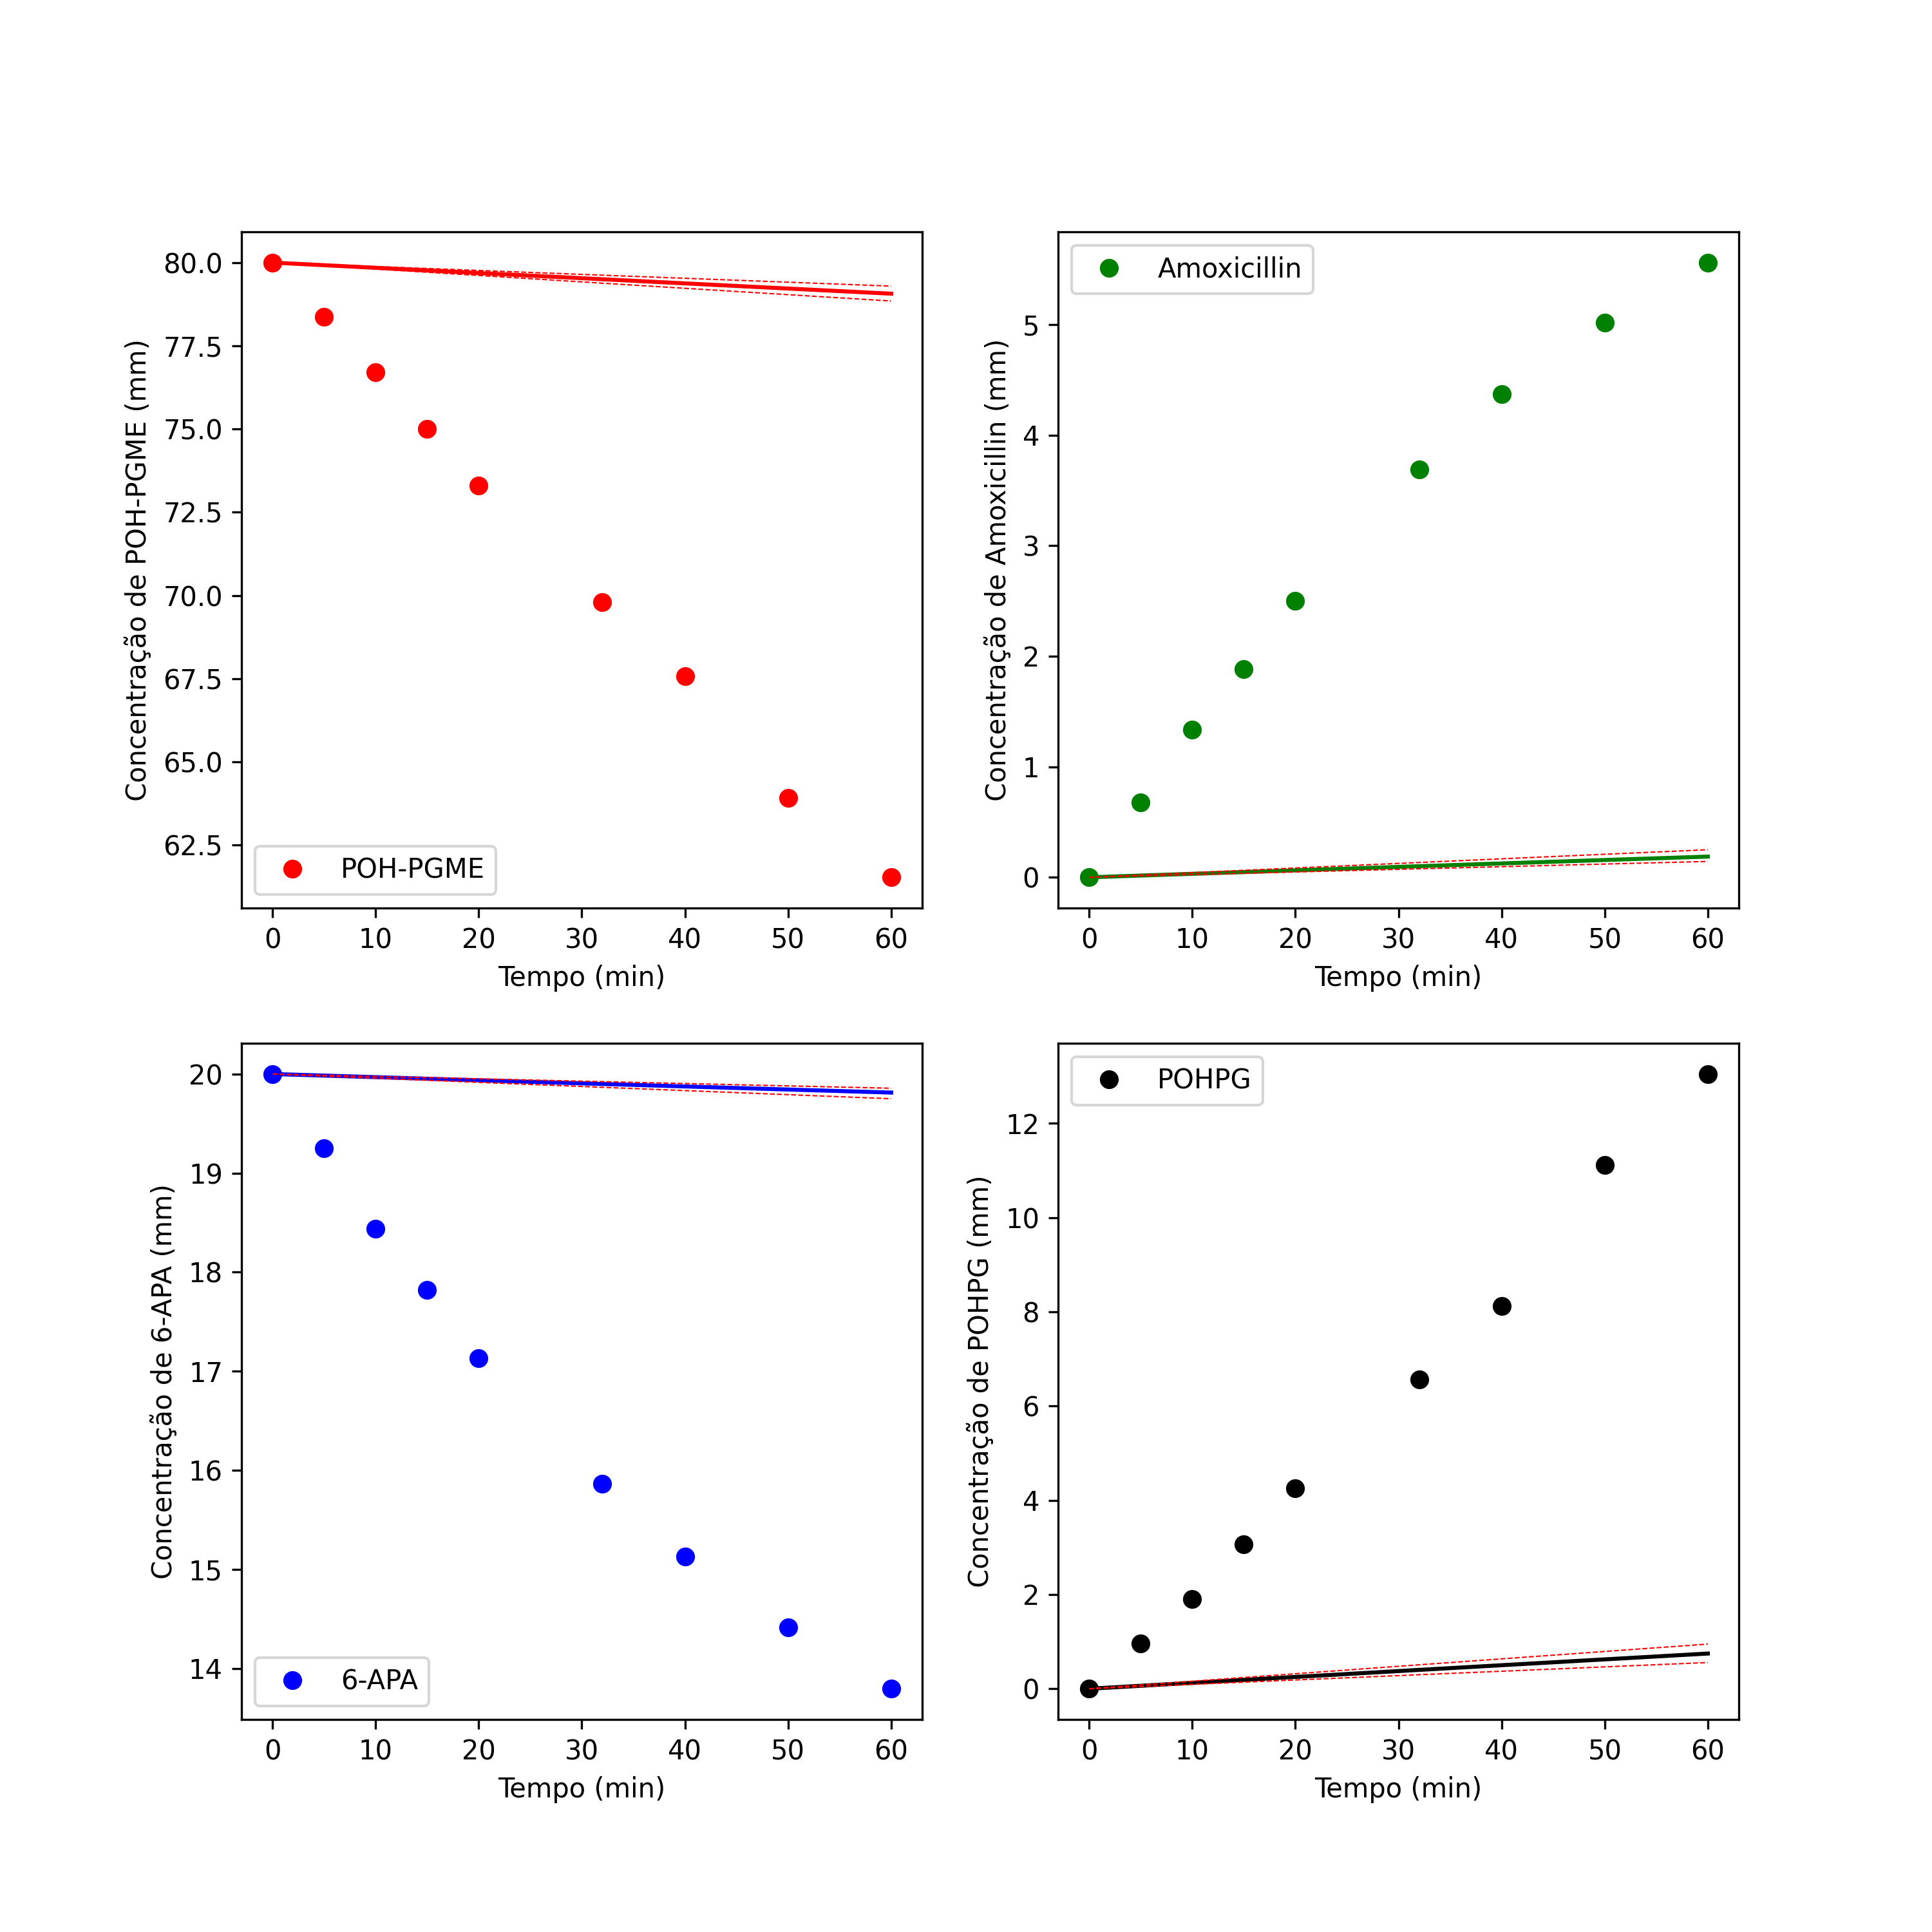 Concentração de POH-PGME (mm)
80.0
77.5
75.0
72.5
70.0
67.5
65.0
62.5
POH-PGME
0 10 20 30 40 50 60
Tempo (min)
Concentração de Amoxicillin (mm)
Amoxicillin
5
4
3
2
1
0
0 10 20 30 40 50 60
Tempo (min)
Concentração de 6-APA (mm)
20
19
18
17
16
15
14
6-APA
0 10 20 30 40 50 60
Tempo (min)
Concentração de POHPG (mm)
POHPG
12
10
8
6
4
2
0
0 10 20 30 40 50 60
Tempo (min)